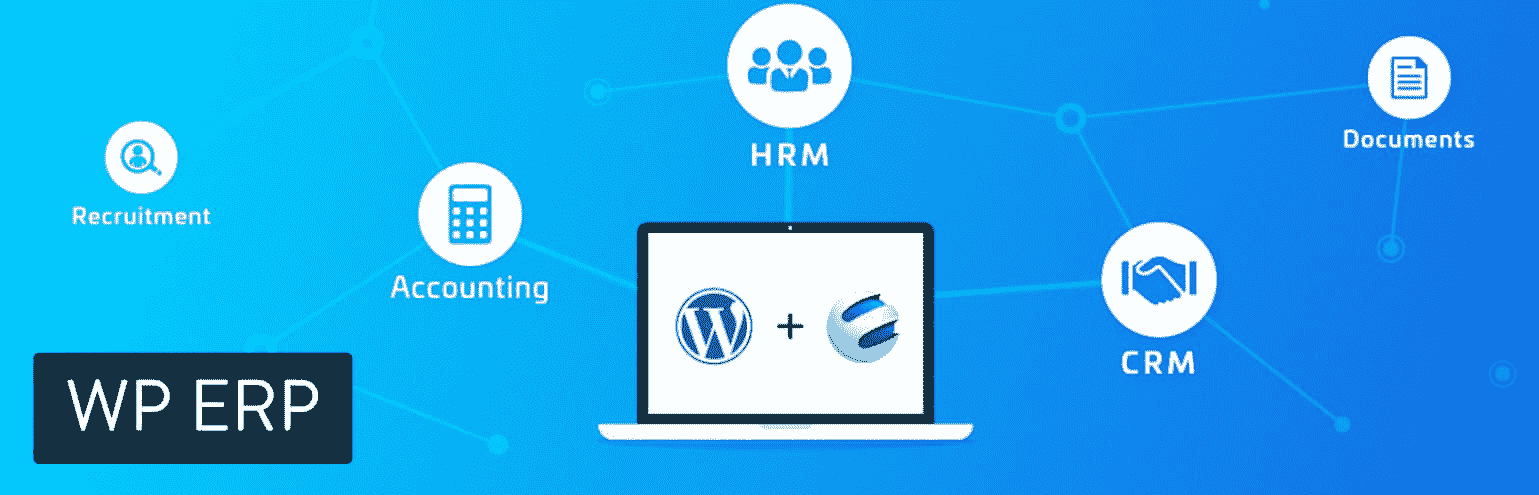 HRM
Documents
Recruitment
Accounting
W +
CRM
WP ERP